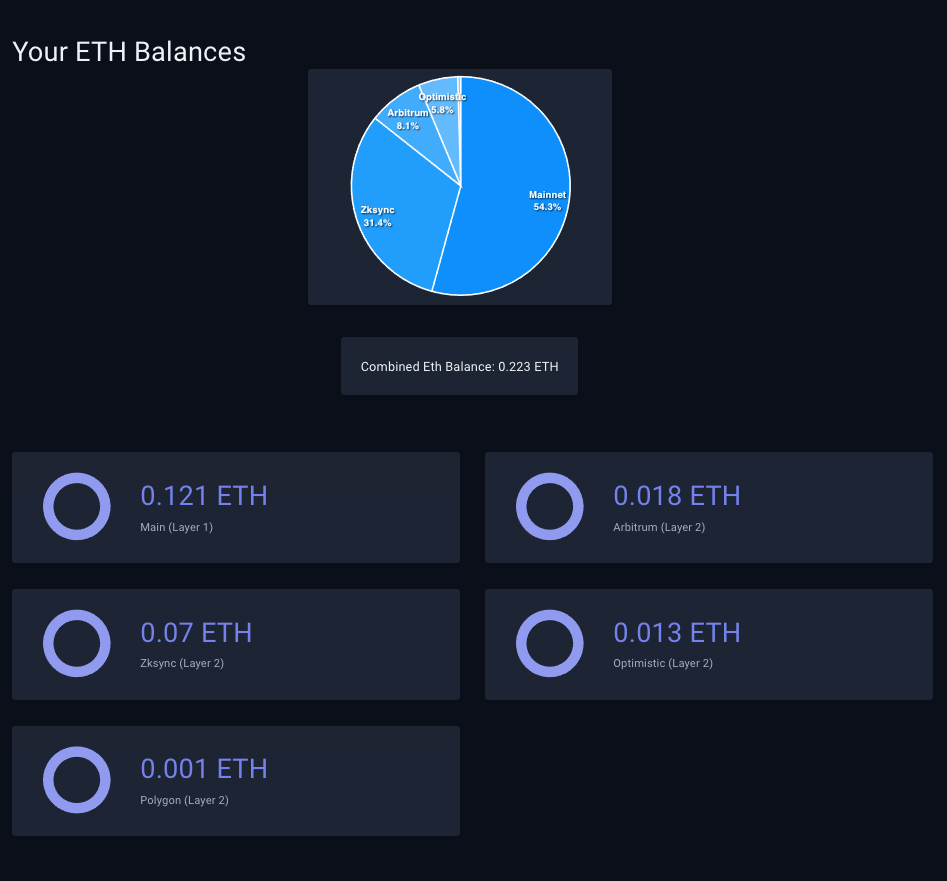 Your ETH Balances
Optimistic
5.8%
Arbitrum
8.1%
Mainnet
54.3%
Zksync
31.4%
Combined Eth Balance: 0.223 ETH
0.121 ETH
Main (Layer 1)
0.018 ETH
Arbitrum (Layer 2)
0.07 ETH
Zksync (Layer 2)
0.013 ETH
Optimistic (Layer 2)
0.001 ETH
Polygon (Layer 2)